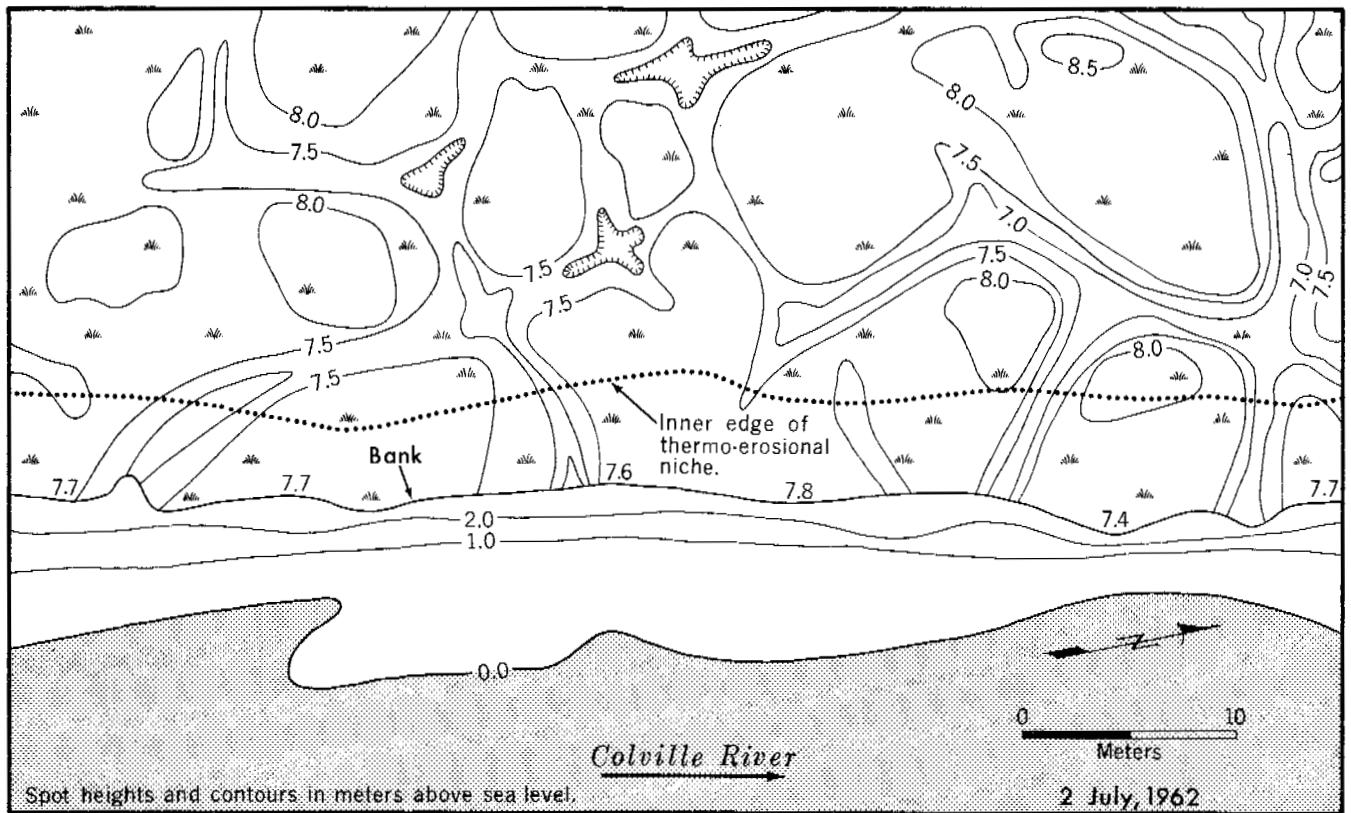 8.5
8.0
8.0
7.5
7.5
8.0
7.0
7.5
7.5
7.0
7.5
7.5
8.0
7.5
8.0
7.5
Inner edge of
thermo-erosional
niche.
Bank
7.7
7.7
7.6
7.8
7.4
7.7
2.0
1.0
0.0
N
0 10
Meters
Colville River
Spot heights and contours in meters above sea level.
2 July, 1962